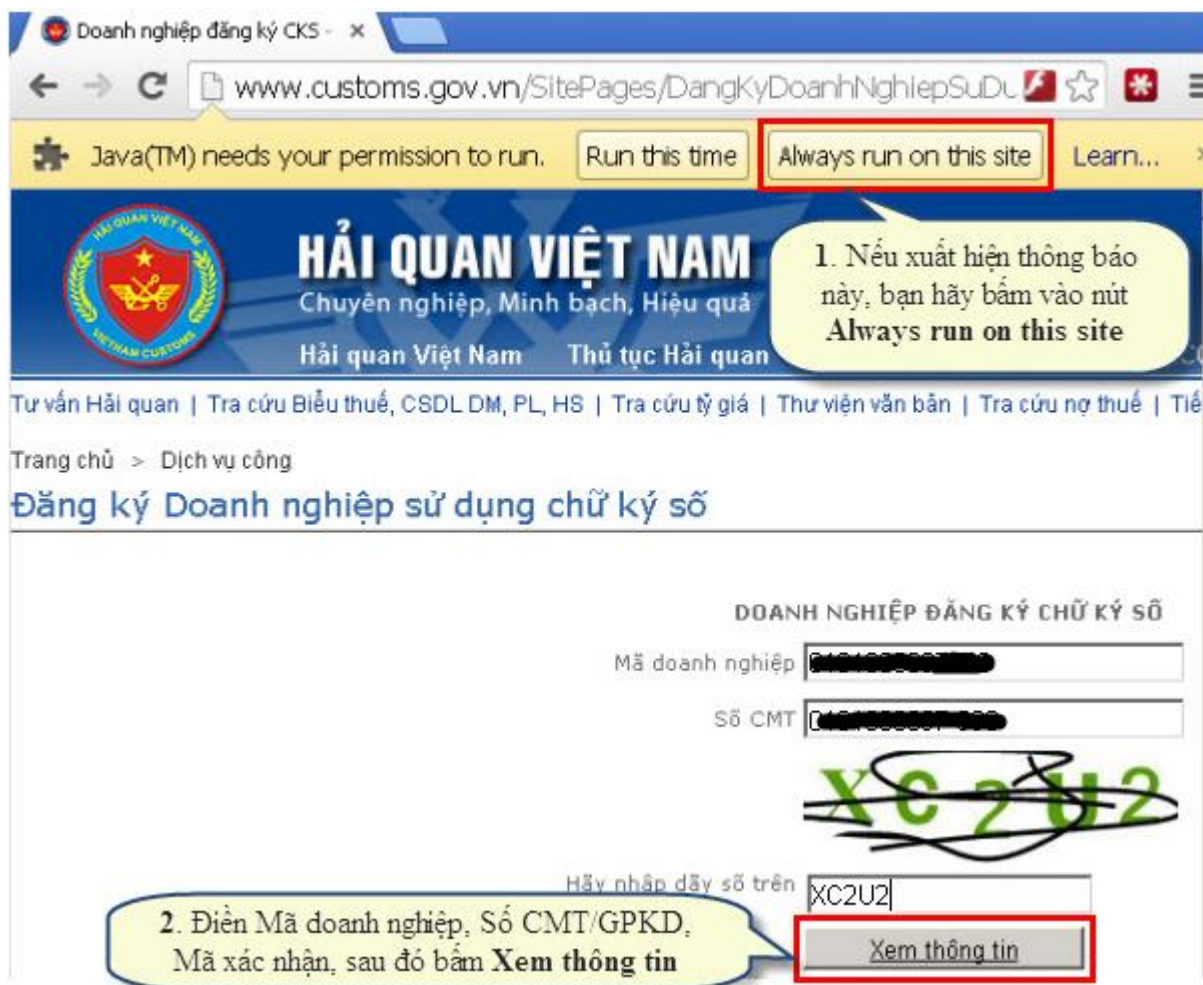 Doanh nghiệp đăng ký CKS -
www.customs.gov.vn/SitePages/DangKyDoanhNghiepSuDu
Java(TM) needs your permission to run. Run this time Always run on this site Learn...
HẢI QUAN VIỆT NAM
VIETNAM CUSTOMS
HẢI QUAN VIỆT NAM
Chuyên nghiệp, Minh bạch, Hiệu quả
Hải quan Việt Nam Thủ tục Hải quan
1. Nếu xuất hiện thông báo
này, bạn hãy bấm vào nút
Always run on this site
Tư vấn Hải quan | Tra cứu Biểu thuế, CSDL DM, PL, HS | Tra cứu tỷ giá | Thư viện văn bản | Tra cứu nợ thuế | Tiế
Trang chủ > Dịch vụ công
Đăng ký Doanh nghiệp sử dụng chữ ký số
DOANH NGHIỆP ĐĂNG KÝ CHỮ KÝ SỐ
Mã doanh nghiệp
Số CMT
XC2U2
Hãy nhập dãy số trên XC2U2
2. Điền Mã doanh nghiệp, Số CMT/GPKD,
Mã xác nhận, sau đó bấm Xem thông tin
Xem thông tin